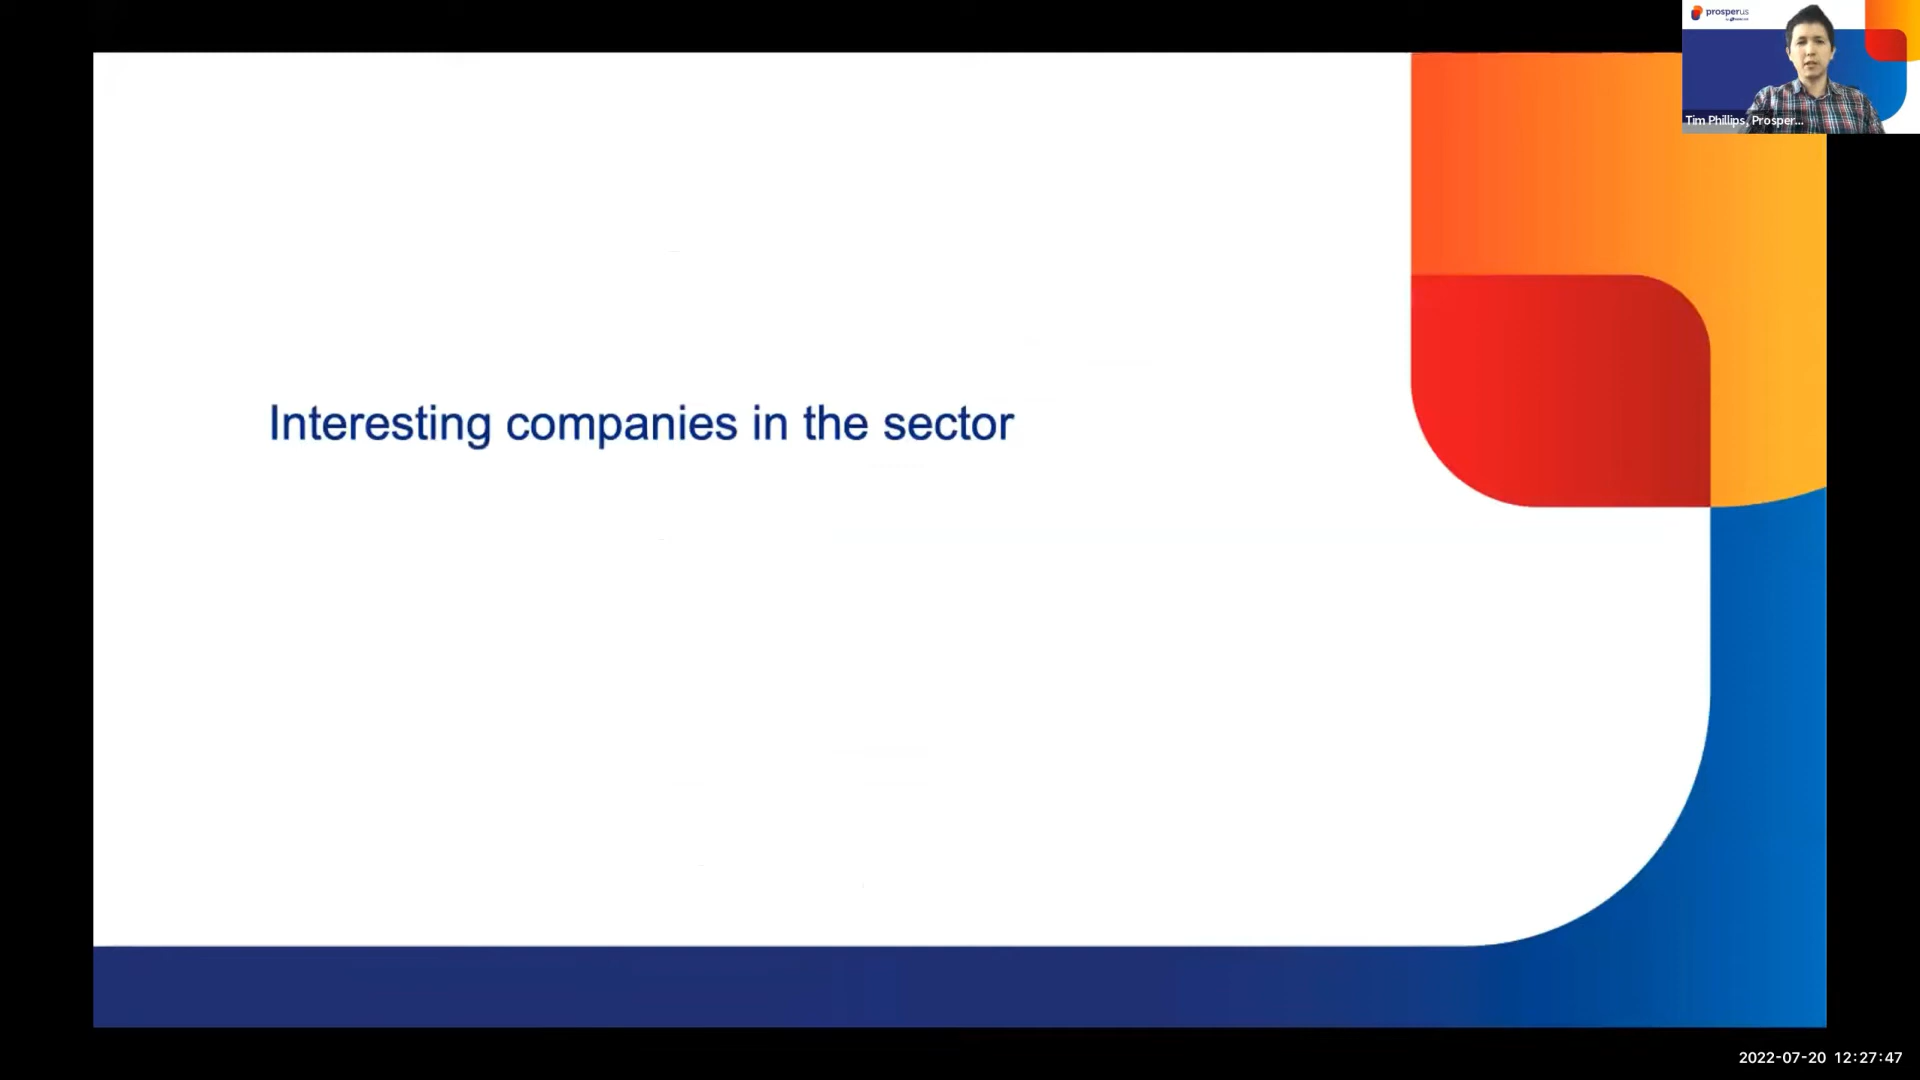 prosperus
Tim Phillips, Prosper...
Interesting companies in the sector
2022-07-20 12:27:47